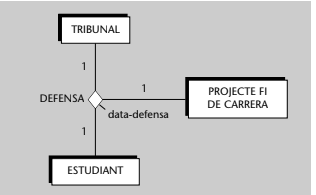 TRIBUNAL
1
1
DEFENSA
PROJECTE FI
DE CARRERA
data-defensa
1
ESTUDIANT